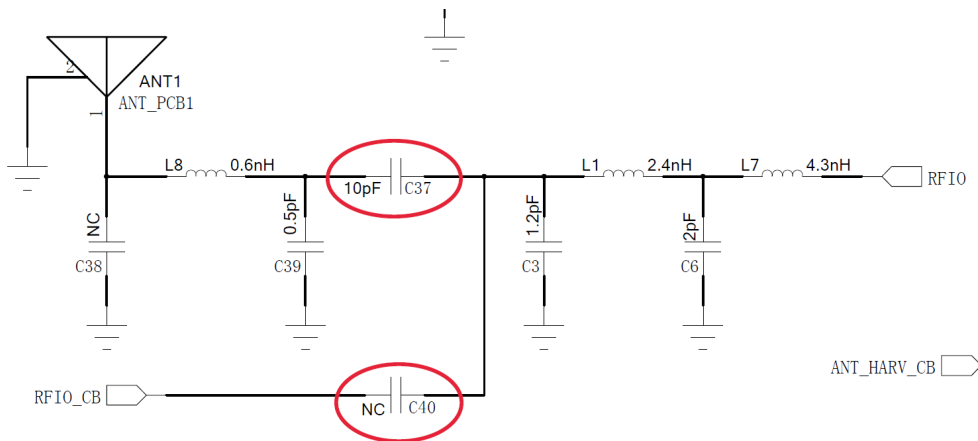 2
ANT1
ANT_PCB1
1
L8 0.6nH
10pF C37
L1 2.4nH
L7 4.3nH
RFIO
NC
C38
0.5pF
C39
1.2pF
C3
2pF
C6
ANT_HARV_CB
RFIO_CB
NC C40